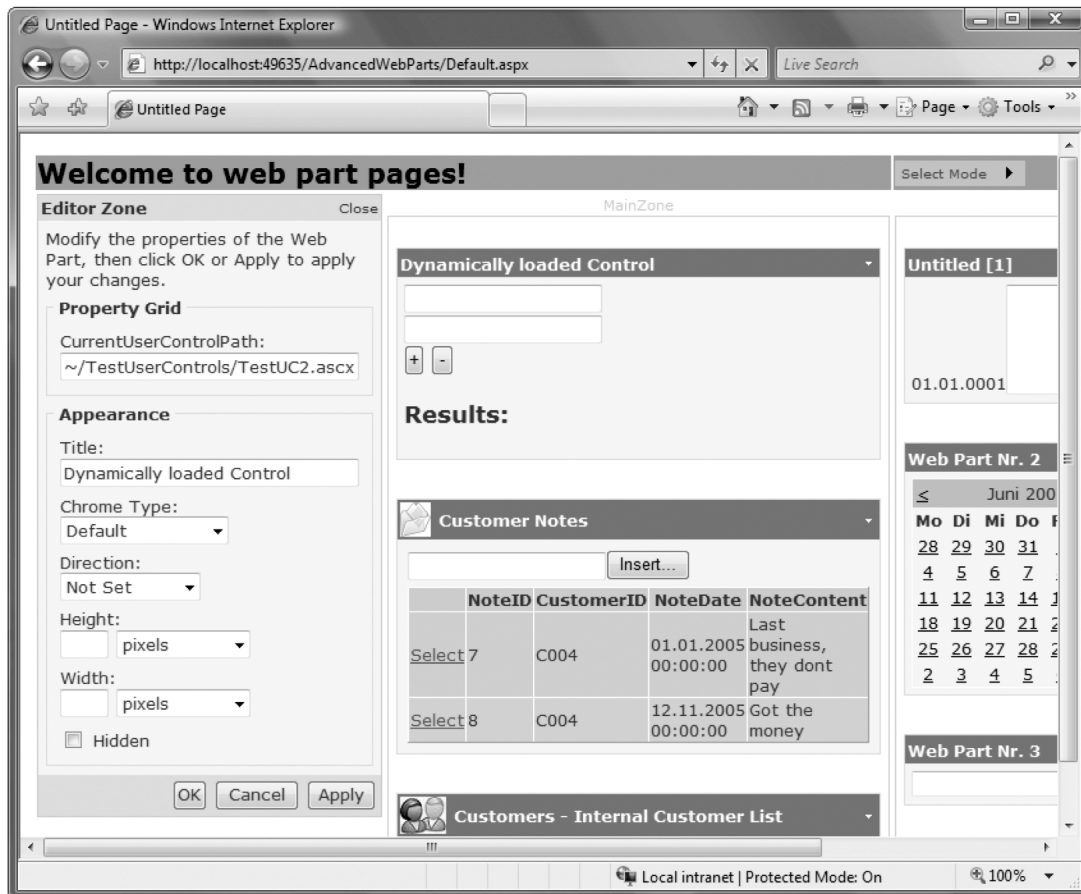 Untitled Page - Windows Internet Explorer
http://localhost:49635/AdvancedWebParts/Default.aspx
Live Search
Untitled Page
Page
Tools
Welcome to web part pages!
Select Mode
Editor Zone
Close
Modify the properties of the Web
Part, then click OK or Apply to apply
your changes.
Property Grid
CurrentUserControlPath:
~/TestUserControls/TestUC2.ascx
Appearance
Title:
Dynamically loaded Control
Chrome Type:
Default
Direction:
Not Set
Height:
pixels
Width:
pixels
Hidden
OK Cancel Apply
MainZone
Dynamically loaded Control
+ -
Results:
Customer Notes
Insert...
NoteID CustomerID NoteDate NoteContent
Select 7 C004 01.01.2005 00:00:00 Last business, they dont pay
Select 8 C004 12.11.2005 00:00:00 Got the money
Customers - Internal Customer List
Untitled [1]
01.01.0001
Web Part Nr. 2
< Juni 200
Mo Di Mi Do F
28 29 30 31
4 5 6 7
11 12 13 14 1
18 19 20 21 2
25 26 27 28 2
2 3 4 5
Web Part Nr. 3
Local intranet | Protected Mode: On
100%